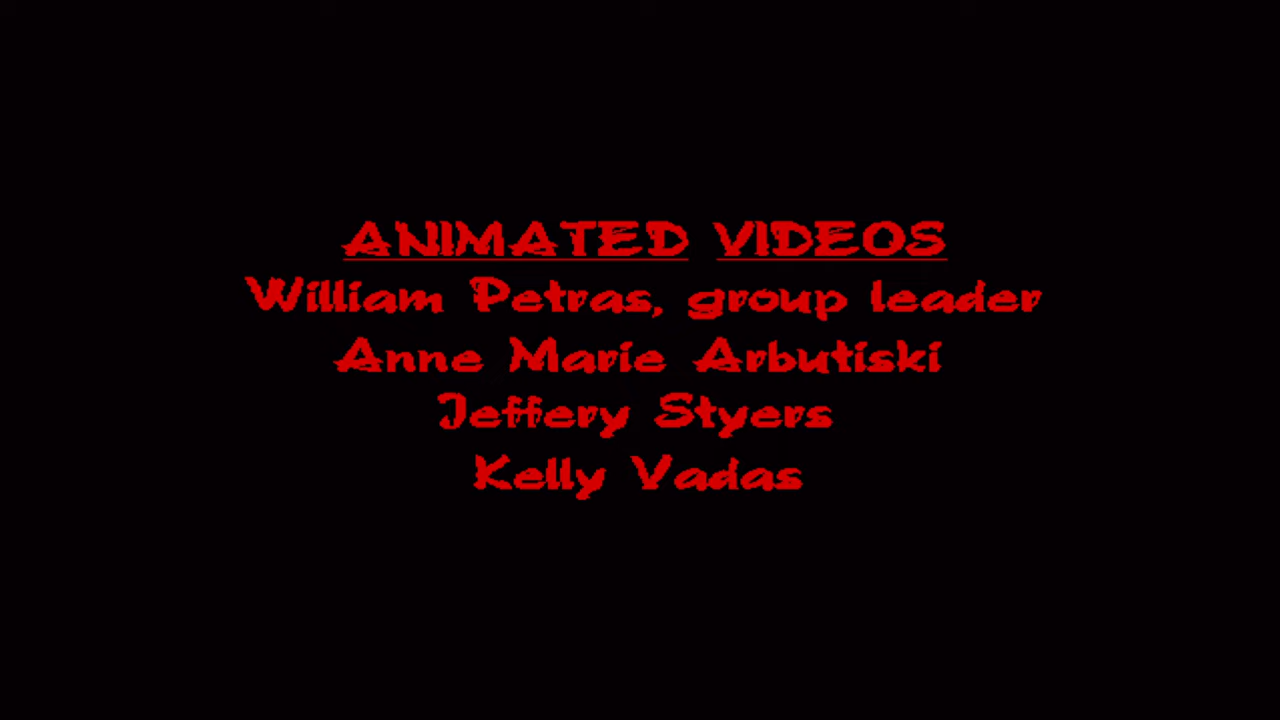 ANIMATED VIDEOS
William Petras, group leader
Anne Marie Arbutiski
Jeffery Styers
Kelly Vadas